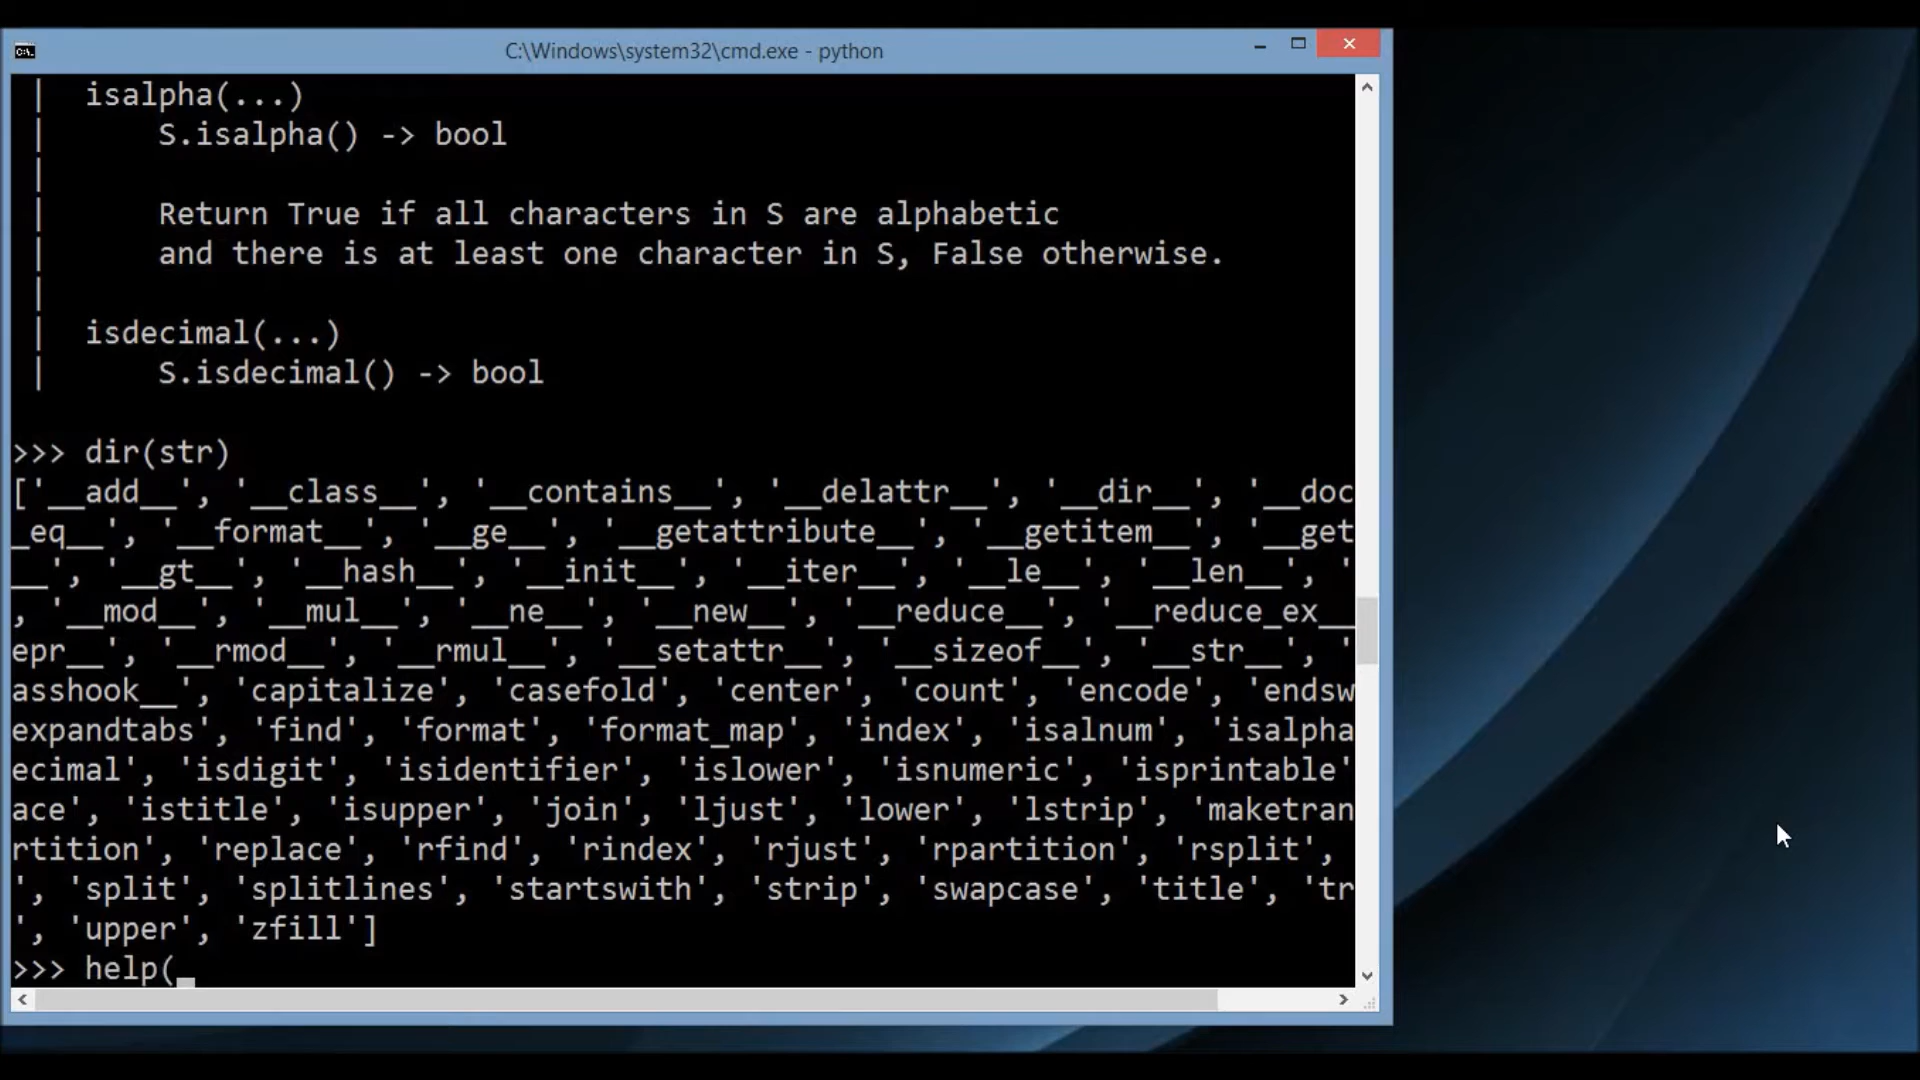 C:\Windows\system32\cmd.exe - python
|  isalpha(...)
|      S.isalpha() -> bool
|
|      Return True if all characters in S are alphabetic
|      and there is at least one character in S, False otherwise.
|
|  isdecimal(...)
|      S.isdecimal() -> bool
>>> dir(str)
['__add__', '__class__', '__contains__', '__delattr__', '__dir__', '__doc
_eq__', '__format__', '__ge__', '__getattribute__', '__getitem__', '__get
__', '__gt__', '__hash__', '__init__', '__iter__', '__le__', '__len__', '
, '__mod__', '__mul__', '__ne__', '__new__', '__reduce__', '__reduce_ex__
epr__', '__rmod__', '__rmul__', '__setattr__', '__sizeof__', '__str__', '
asshook__', 'capitalize', 'casefold', 'center', 'count', 'encode', 'endsw
expandtabs', 'find', 'format', 'format_map', 'index', 'isalnum', 'isalpha
ecimal', 'isdigit', 'isidentifier', 'islower', 'isnumeric', 'isprintable'
ace', 'istitle', 'isupper', 'join', 'ljust', 'lower', 'lstrip', 'maketran
rtition', 'replace', 'rfind', 'rindex', 'rjust', 'rpartition', 'rsplit',
', 'split', 'splitlines', 'startswith', 'strip', 'swapcase', 'title', 'tr
', 'upper', 'zfill']
>>> help(_